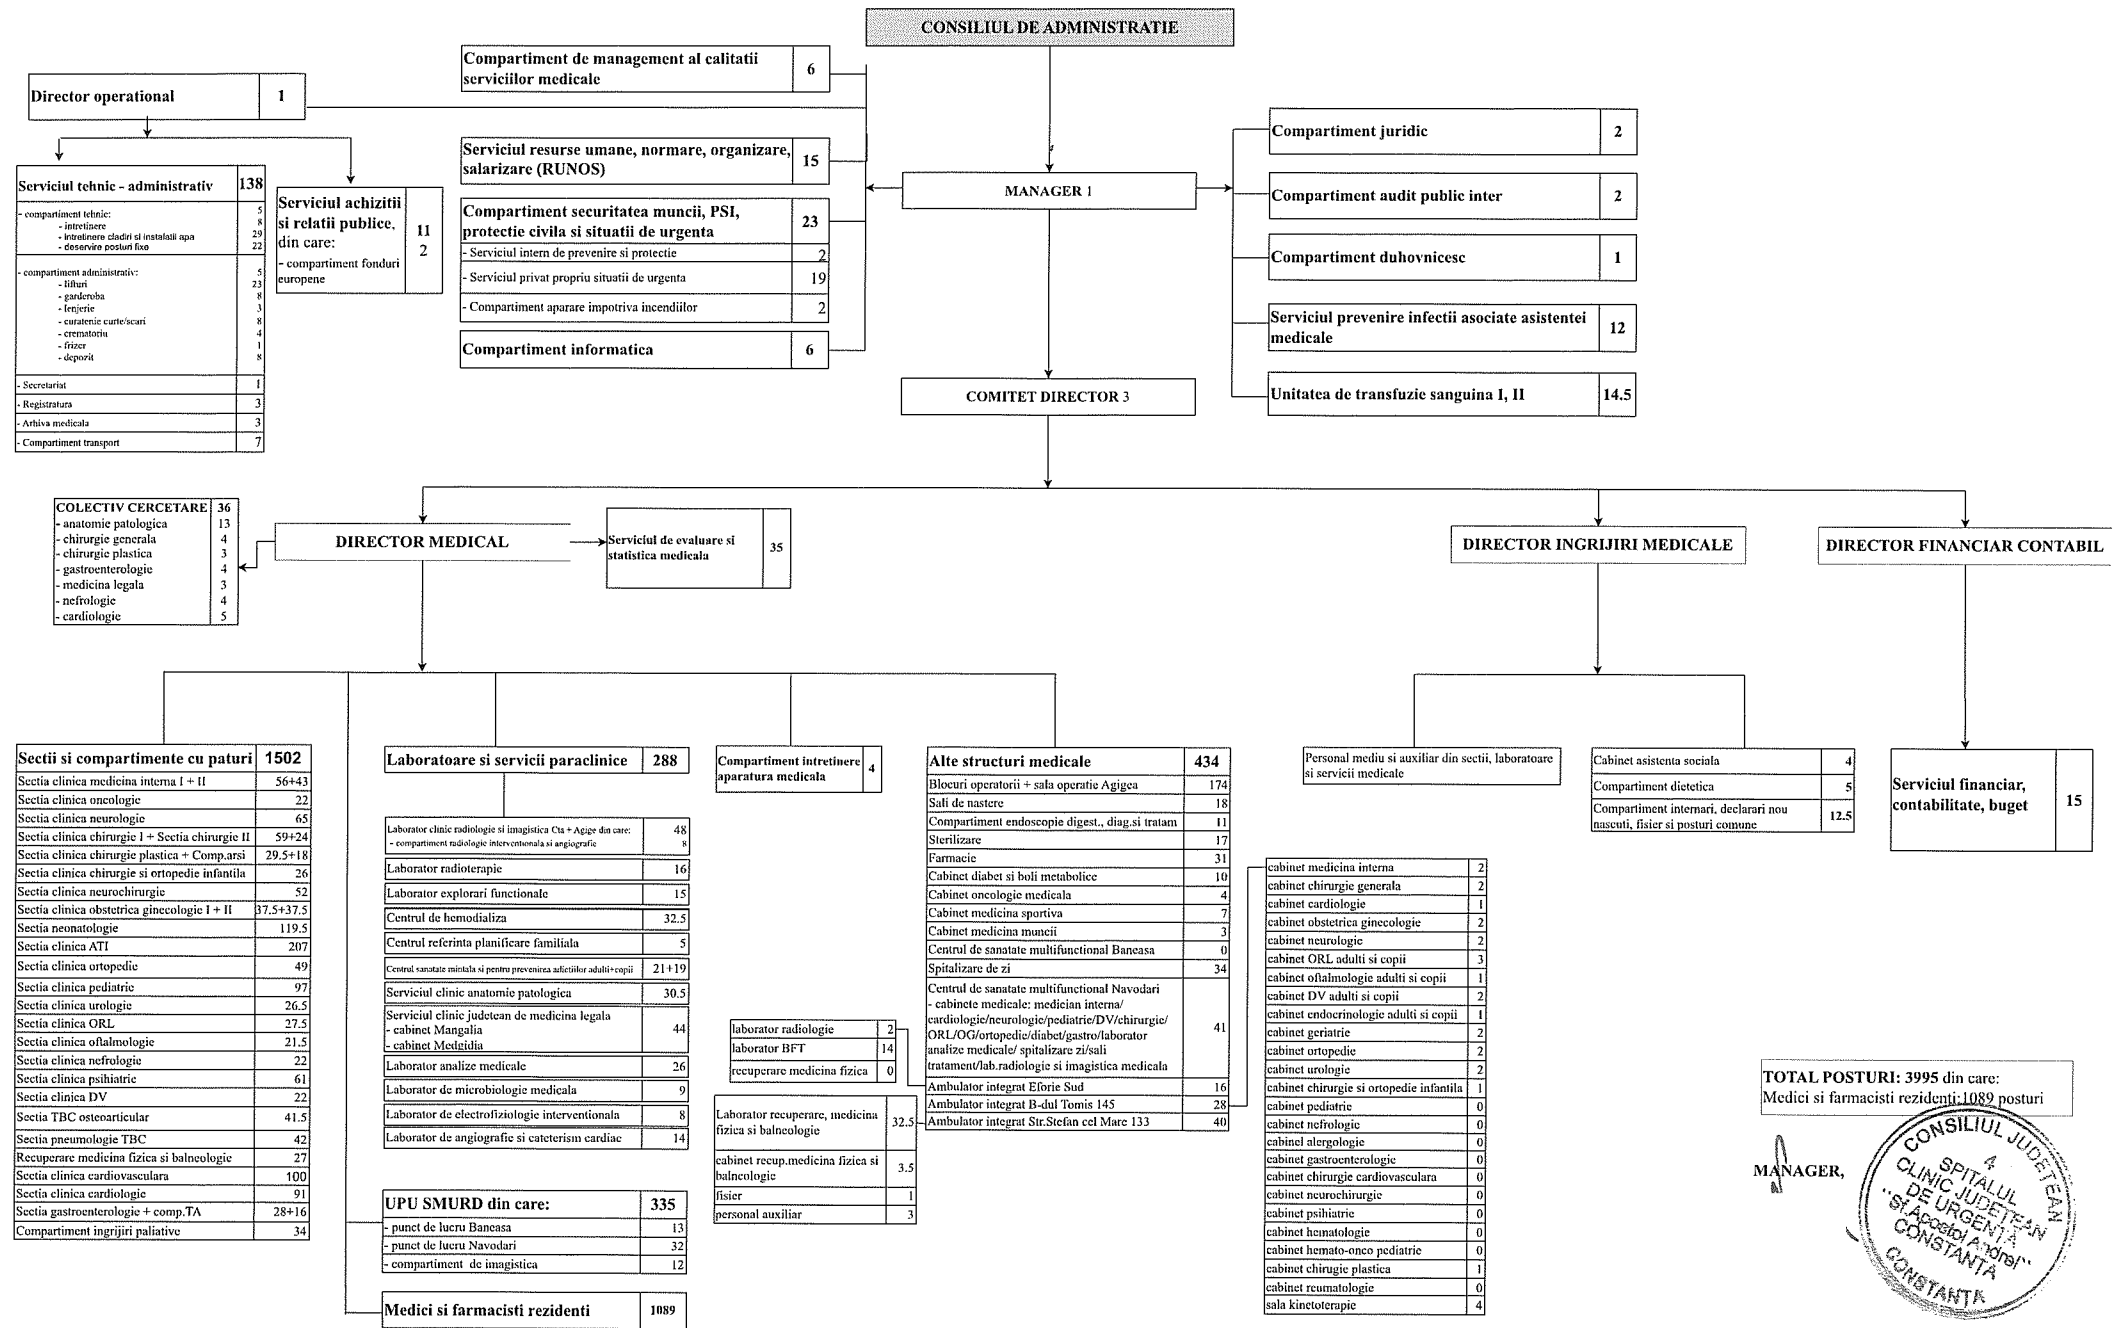 CONSILIUL DE ADMINISTRATIE
Compartiment de management al calitatii
serviciilor medicale
6
Director operational
1
Serviciul tehnic - administrativ
138
- compartiment tehnic:
5
- intretinere
8
- intretinere cladiri si instalatii apa
29
- deservire posturi fixe
22
- compartiment administrativ:
5
- lifturi
23
- garderoba
8
- lenjerie
3
- curatenie curte/scari
8
- crematoriu
4
- frizer
1
- depozit
8
- Secretariat
1
- Registratura
3
- Arhiva medicala
3
- Compartiment transport
7
Serviciul achizitii
si relatii publice,
din care:
- compartiment fonduri
europene
11
2
Serviciul resurse umane, normare, organizare,
salarizare (RUNOS)
15
Compartiment securitatea muncii, PSI,
protectie civila si situatii de urgenta
23
- Serviciul intern de prevenire si protectie
2
- Serviciul privat propriu situatii de urgenta
19
- Compartiment aparare impotriva incendiilor
2
Compartiment informatica
6
MANAGER 1
COMITET DIRECTOR 3
Compartiment juridic
2
Compartiment audit public inter
2
Compartiment duhovnicesc
1
Serviciul prevenire infectii asociate asistentei
medicale
12
Unitatea de transfuzie sanguina I, II
14.5
COLECTIV CERCETARE 36
- anatomie patologica 13
- chirurgie generala 4
- chirurgie plastica 3
- gastroenterologie 4
- medicina legala 3
- nefrologie 4
- cardiologie 5
DIRECTOR MEDICAL
Serviciul de evaluare si
statistica medicala
35
DIRECTOR INGRIJIRI MEDICALE
DIRECTOR FINANCIAR CONTABIL
Sectii si compartimente cu paturi 1502
Sectia clinica medicina interna I + II 56+43
Sectia clinica oncologie 22
Sectia clinica neurologie 65
Sectia clinica chirurgie I + Sectia chirurgie II 59+24
Sectia clinica chirurgie plastica + Comp.arsi 29.5+18
Sectia clinica chirurgie si ortopedie infantila 26
Sectia clinica neurochirurgie 52
Sectia clinica obstetrica ginecologie I + II 37.5+37.5
Sectia neonatologie 119.5
Sectia clinica ATI 207
Sectia clinica ortopedie 49
Sectia clinica pediatrie 97
Sectia clinica urologie 26.5
Sectia clinica ORL 27.5
Sectia clinica oftalmologie 21.5
Sectia clinica nefrologie 22
Sectia clinica psihiatrie 61
Sectia clinica DV 22
Sectia TBC osteoarticular 41.5
Sectia pneumologie TBC 42
Recuperare medicina fizica si balneologie 27
Sectia clinica cardiovasculara 100
Sectia clinica cardiologie 91
Sectia gastroenterologie + comp.TA 28+16
Compartiment ingrijiri paliative 34
Laboratoare si servicii paraclinice 288
Laborator clinic radiologie si imagistica Cta + Agige din care: 48
- compartiment radiologie interventionala si angiografie 8
Laborator radioterapie 16
Laborator explorari functionale 15
Centrul de hemodializa 32.5
Centrul referinta planificare familiala 5
Centrul sanatate mintala si pentru prevenirea adictiilor adulti+copii 21+19
Serviciul clinic anatomie patologica 30.5
Serviciul clinic judetean de medicina legala
- cabinet Mangalia
- cabinet Medgidia
44
Laborator analize medicale 26
Laborator de microbiologie medicala 9
Laborator de electrofiziologie interventionala 8
Laborator de angiografie si cateterism cardiac 14
UPU SMURD din care: 335
- punct de lucru Baneasa 13
- punct de lucru Navodari 32
- compartiment de imagistica 12
Medici si farmacisti rezidenti 1089
Compartiment intretinere
aparatura medicala
4
Alte structuri medicale 434
Blocuri operatorii + sala operatie Agigea 174
Sali de nastere 18
Compartiment endoscopie digest., diag.si tratam 11
Sterilizare 17
Farmacie 31
Cabinet diabet si boli metabolice 10
Cabinet oncologie medicala 4
Cabinet medicina sportiva 7
Cabinet medicina muncii 3
Centrul de sanatate multifunctional Baneasa 0
Spitalizare de zi 34
Centrul de sanatate multifunctional Navodari
- cabinete medicale: medician interna/
cardiologie/neurologie/pediatrie/DV/chirurgie/
ORL/OG/ortopedie/diabet/gastro/laborator
analize medicale/ spitalizare zi/sali
tratament/lab.radiologie si imagistica medicala
41
Ambulator integrat Eforie Sud 16
Ambulator integrat B-dul Tomis 145 28
Ambulator integrat Str.Stefan cel Mare 133 40
laborator radiologie 2
laborator BFT 14
recuperare medicina fizica 0
Laborator recuperare, medicina
fizica si balneologie
32.5
cabinet recup.medicina fizica si
balneologie
3.5
fisier 1
personal auxiliar 3
Personal mediu si auxiliar din sectii, laboratoare
si servicii medicale
Cabinet asistenta sociala 4
Compartiment dietetica 5
Compartiment internari, declarari nou
nascuti, fisier si posturi comune
12.5
Serviciul financiar,
contabilitate, buget
15
cabinet medicina interna 2
cabinet chirurgie generala 2
cabinet cardiologie 1
cabinet obstetrica ginecologie 2
cabinet neurologie 2
cabinet ORL adulti si copii 3
cabinet oftalmologie adulti si copii 1
cabinet DV adulti si copii 2
cabinet endocrinologie adulti si copii 1
cabinet geriatrie 2
cabinet ortopedie 2
cabinet urologie 2
cabinet chirurgie si ortopedie infantila 1
cabinet pediatrie 0
cabinet nefrologie 0
cabinel alergologie 0
cabinet gastroenterologie 0
cabinet chirurgie cardiovasculara 0
cabinet neurochirurgie 0
cabinet psihiatrie 0
cabinet hematologie 0
cabinet hemato-onco pediatrie 0
cabinet chirugie plastica 1
cabinet reumatologie 0
sala kinetoterapie 4
TOTAL POSTURI: 3995 din care:
Medici si farmacisti rezidenti:1089 posturi
MANAGER,
CONSILIUL JUDEȚEAN
CONSTANȚA
4
SPITALUL
CLINIC JUDEȚEAN
DE URGENȚĂ
"Sf.Apostol Andrei"
CONSTANȚA